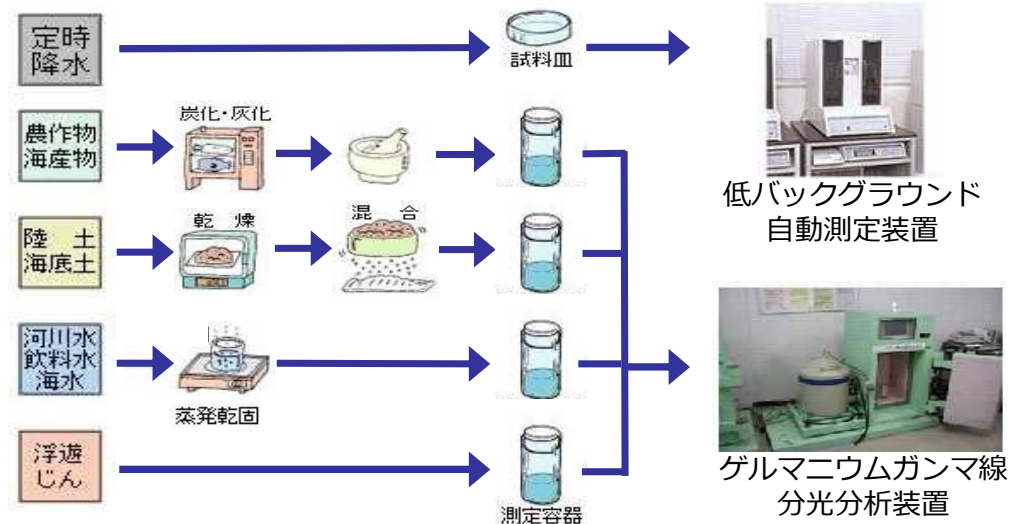 定時
降水
試料皿
低バックグラウンド
自動測定装置
農作物
海産物
炭化・灰化
陸土
海底土
乾燥
混合
河川水
飲料水
海水
蒸発乾固
浮遊
じん
測定容器
ゲルマニウムガンマ線
分光分析装置